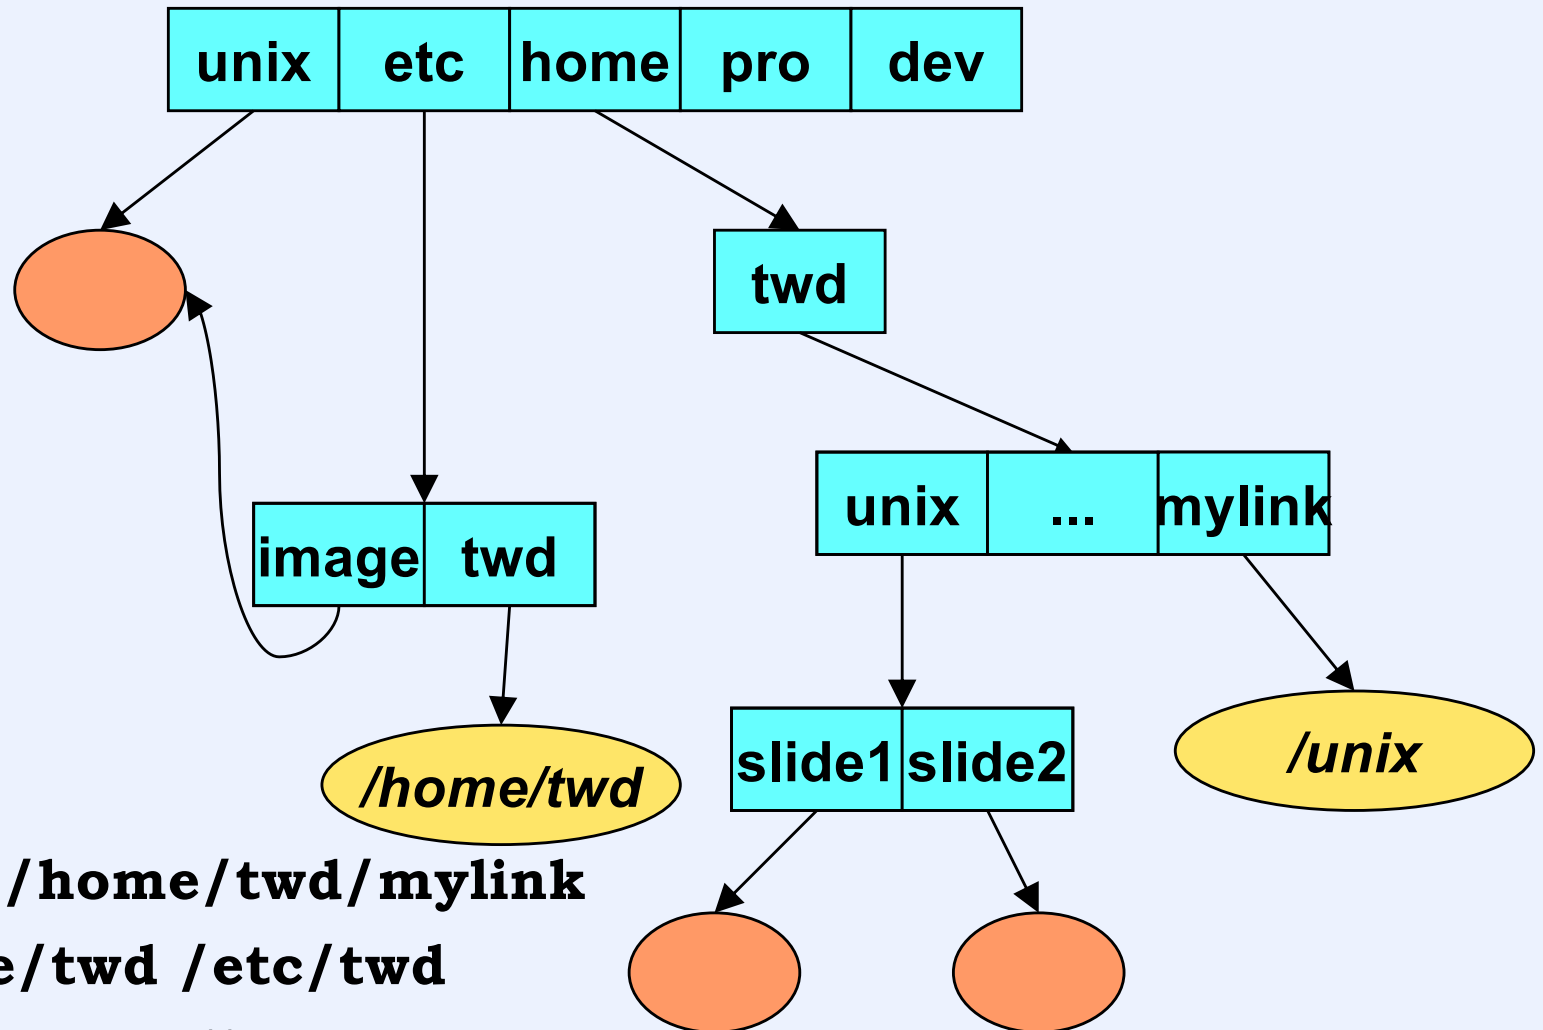 unix etc home pro dev
twd
unix ... mylink
image twd
slide1 slide2
/unix
/home/twd
/home/twd/mylink
/twd /etc/twd